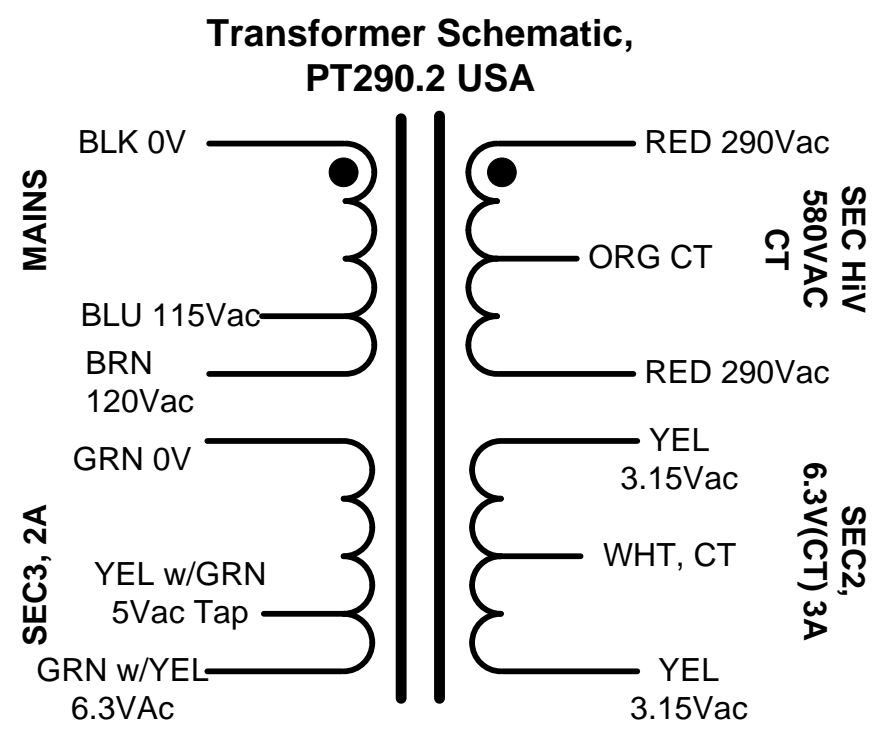 Transformer Schematic,
PT290.2 USA
MAINS
BLK 0V
BLU 115Vac
BRN
120Vac
SEC3, 2A
GRN 0V
YEL w/GRN
5Vac Tap
GRN w/YEL
6.3VAc
RED 290Vac
ORG CT
RED 290Vac
SEC HiV
580VAC
CT
YEL
3.15Vac
WHT, CT
YEL
3.15Vac
SEC2,
6.3V(CT) 3A